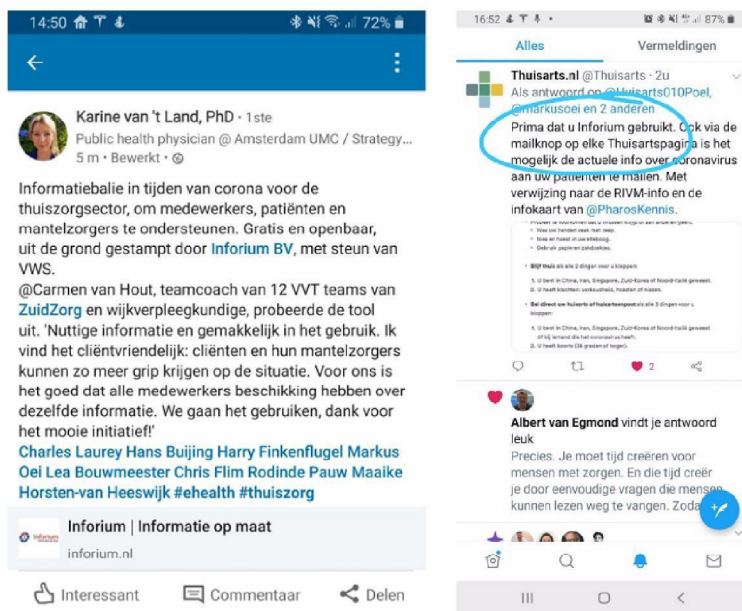 14:50
72%
Karine van 't Land, PhD • 1ste
Public health physician @ Amsterdam UMC / Strategy...
5 m • Bewerkt •
Informatiebalie in tijden van corona voor de
thuiszorgsector, om medewerkers, patiënten en
mantelzorgers te ondersteunen. Gratis en openbaar,
uit de grond gestampt door Inforium BV, met steun van
VWS.
@Carmen van Hout, teamcoach van 12 VVT teams van
ZuidZorg en wijkverpleegkundige, probeerde de tool
uit. 'Nuttige informatie en gemakkelijk in het gebruik. Ik
vind het cliëntvriendelijk: cliënten en hun mantelzorgers
kunnen zo meer grip krijgen op de situatie. Voor ons is
het goed dat alle medewerkers beschikking hebben over
dezelfde informatie. We gaan het gebruiken, dank voor
het mooie initiatief!'
Charles Laurey Hans Buijing Harry Finkenflugel Markus
Oei Lea Bouwmeester Chris Flim Rodinde Pauw Maaike
Horsten-van Heeswijk #ehealth #thuiszorg
Inforium
Inforium | Informatie op maat
inforium.nl
Interessant
Commentaar
Delen
16:52
87%
Alles
Vermeldingen
Thuisarts.nl @Thuisarts · 2u
Als antwoord op @Huisarts010Poel,
@markusoei en 2 anderen
Prima dat u Inforium gebruikt. Ook via de
mailknop op elke Thuisartspagina is het
mogelijk de actuele info over coronavirus
aan uw patienten te mailen. Met
verwijzing naar de RIVM-info en de
infokaart van @PharosKennis.
Was uw handen vaak met zeep.
Nies en hoest in uw elleboog.
Gebruik papieren zakdoekjes.
Blijf thuis als alle 2 dingen voor u kloppen:
1. U bent in China, Iran, Singapore, Zuid-Korea of Noord-Italië geweest.
2. U heeft klachten: verkoudheid, hoesten of niezen.
Bel direct uw huisarts of huisartsenpost als alle 3 dingen voor u
kloppen:
1. U bent in China, Iran, Singapore, Zuid-Korea of Noord-Italië geweest
of bij iemand die het coronavirus heeft.
2. U heeft koorts (38 graden of hoger).
2
Albert van Egmond vindt je antwoord
leuk
Precies. Je moet tijd creëren voor
mensen met zorgen. En die tijd creër
je door eenvoudige vragen die mensen
kunnen lezen weg te vangen. Zoda